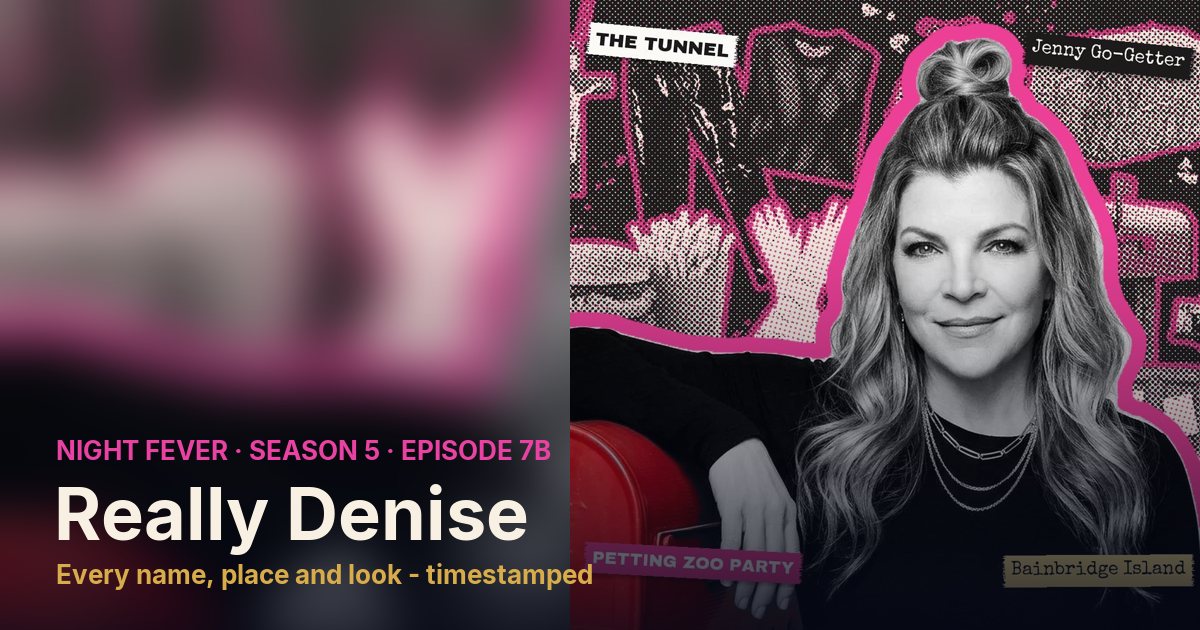 THE TUNNEL
Jenny Go-Getter
NIGHT FEVER · SEASON 5 · EPISODE 7B
Really Denise
Every name, place and look - timestamped
PETTING ZOO PARTY
Bainbridge Island